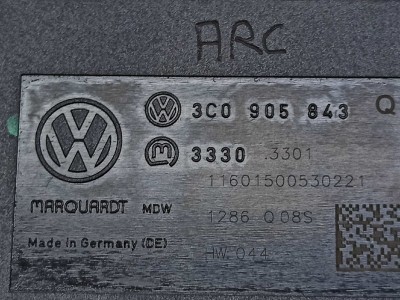 ARC
3C0 905 843 Q
3330 .3301
11601500530221
MARQUARDT MDW
1286 Q 08S
Made in Germany (DE)
HW 044